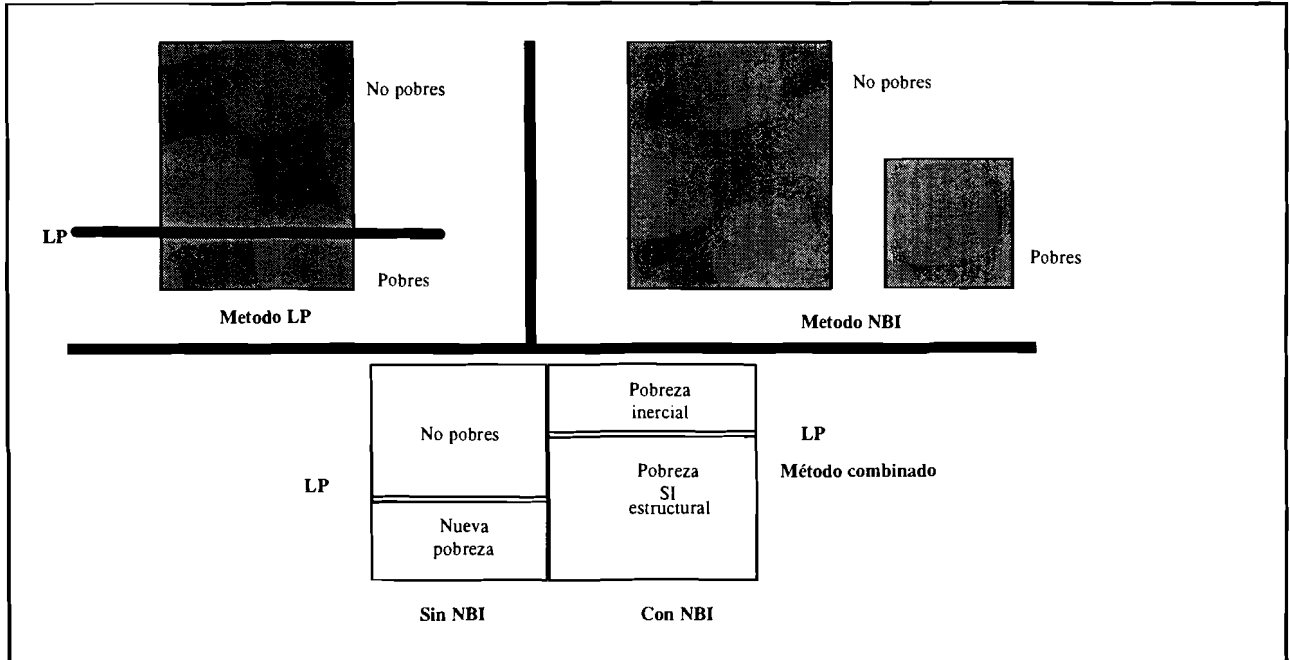 No pobres
LP
Pobres
Metodo LP
No pobres
Pobres
Metodo NBI
No pobres
LP
Nueva
pobreza
Pobreza
inercial
LP
Pobreza
SI
estructural
Método combinado
Sin NBI
Con NBI